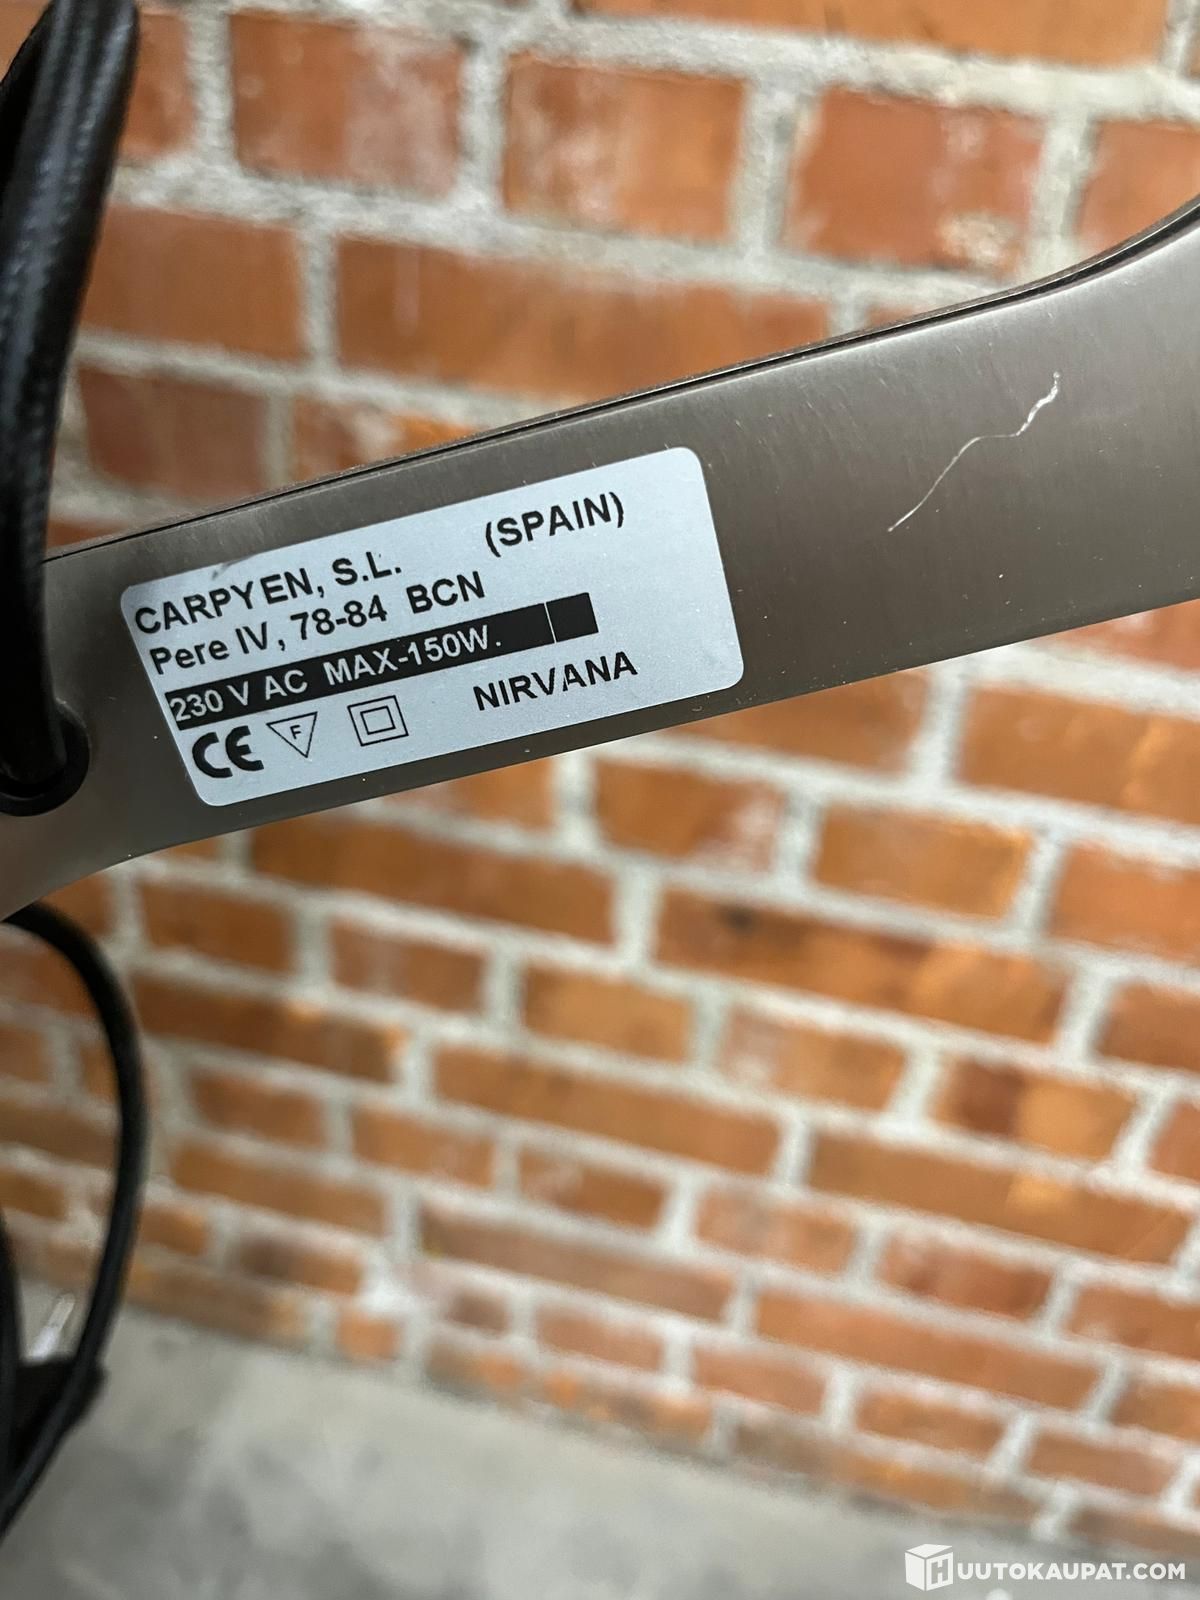 CARPYEN, S.L. (SPAIN)
Pere IV, 78-84 BCN
230 V AC MAX-150W.
CE F NIRVANA
HUUTOKAUPAT.COM